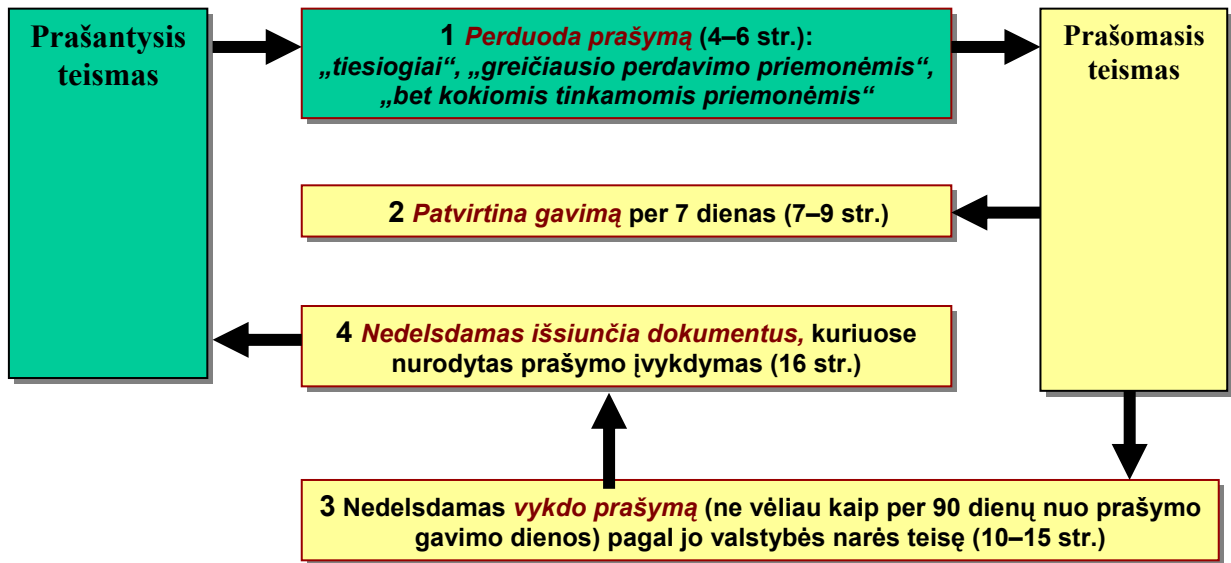 Prašantysis
teismas
1 Perduoda prašymą (4–6 str.):
„tiesiogiai“, „greičiausio perdavimo priemonėmis“,
„bet kokiomis tinkamomis priemonėmis“
Prašomasis
teismas
2 Patvirtina gavimą per 7 dienas (7–9 str.)
4 Nedelsdamas išsiunčia dokumentus, kuriuose
nurodytas prašymo įvykdymas (16 str.)
3 Nedelsdamas vykdo prašymą (ne vėliau kaip per 90 dienų nuo prašymo
gavimo dienos) pagal jo valstybės narės teisę (10–15 str.)